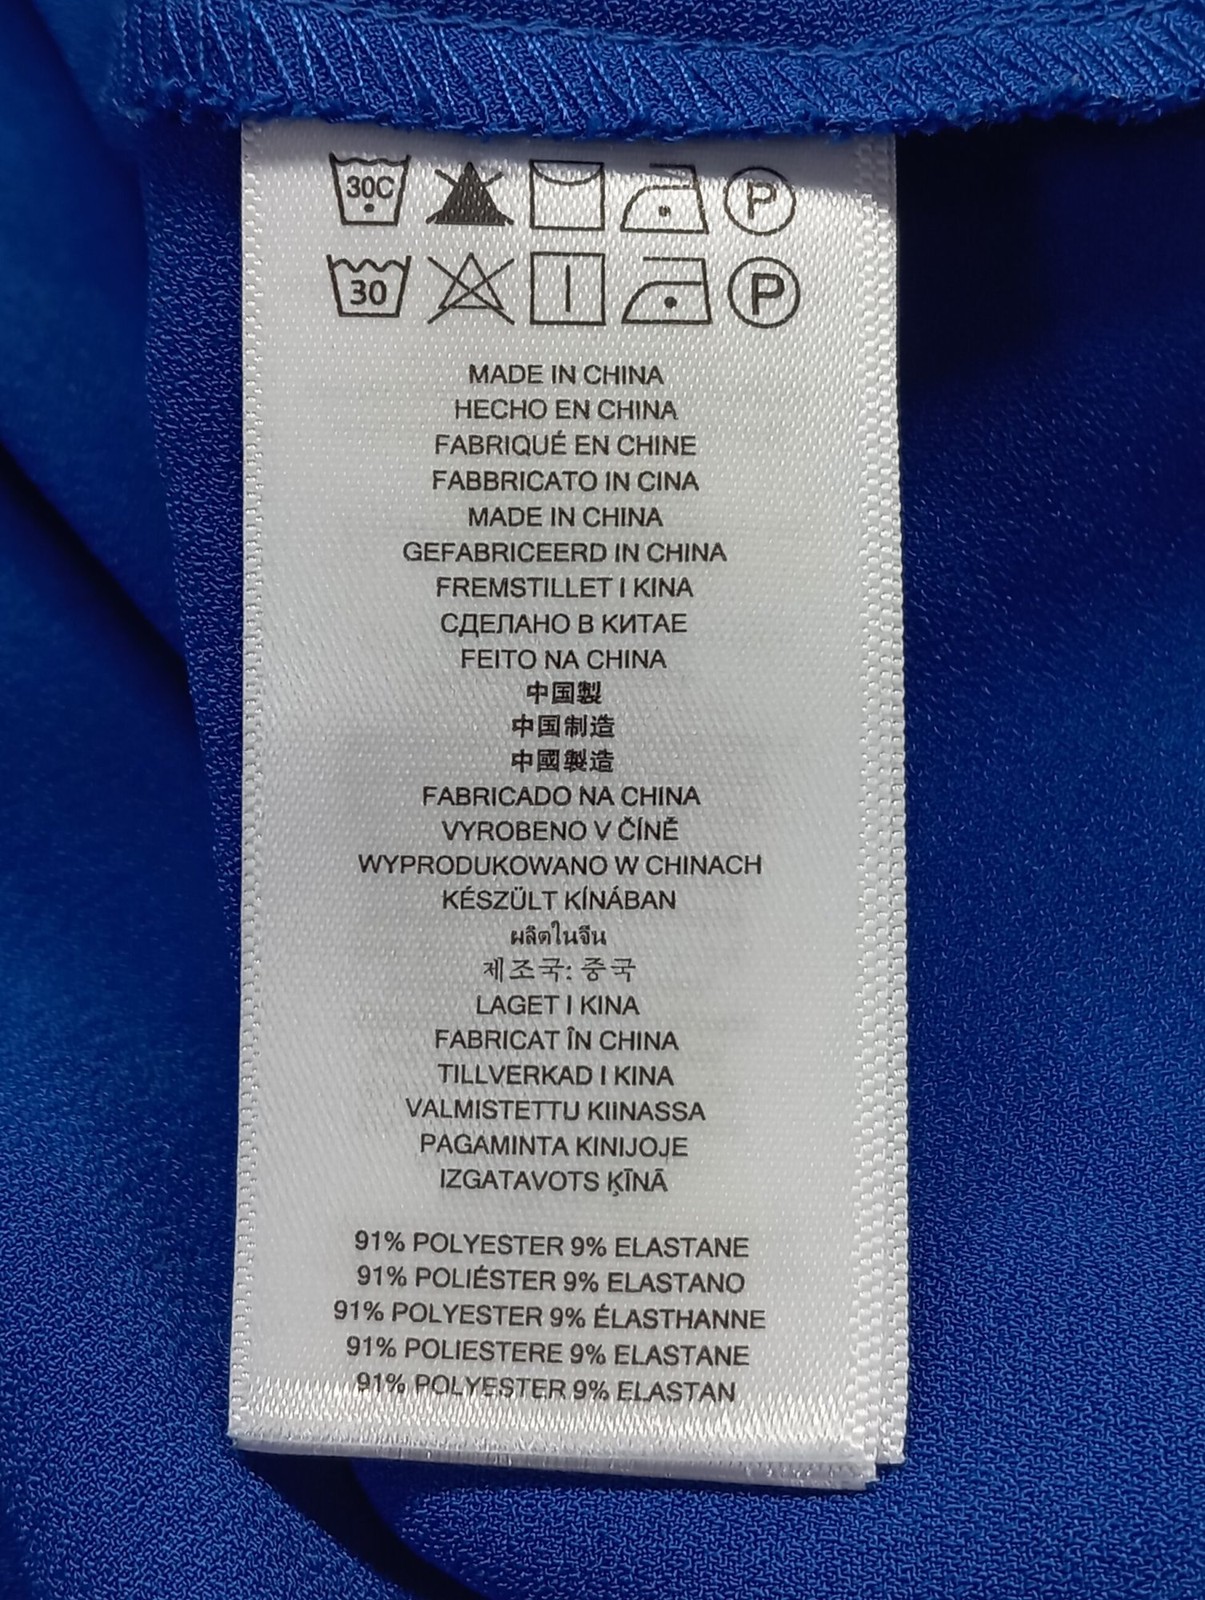 30C P
30 P
MADE IN CHINA
HECHO EN CHINA
FABRIQUÉ EN CHINE
FABBRICATO IN CINA
MADE IN CHINA
GEFABRICEERD IN CHINA
FREMSTILLET I KINA
СДЕЛАНО В КИТАЕ
FEITO NA CHINA
中国製
中国制造
中國製造
FABRICADO NA CHINA
VYROBENO V ČÍNĚ
WYPRODUKOWANO W CHINACH
KÉSZÜLT KÍNÁBAN
ผลิตในจีน
제조국: 중국
LAGET I KINA
FABRICAT ÎN CHINA
TILLVERKAD I KINA
VALMISTETTU KIINASSA
PAGAMINTA KINIJOJE
IZGATAVOTS ĶĪNĀ
91% POLYESTER 9% ELASTANE
91% POLIÉSTER 9% ELASTANO
91% POLYESTER 9% ÉLASTHANNE
91% POLIESTERE 9% ELASTANE
91% POLYESTER 9% ELASTAN